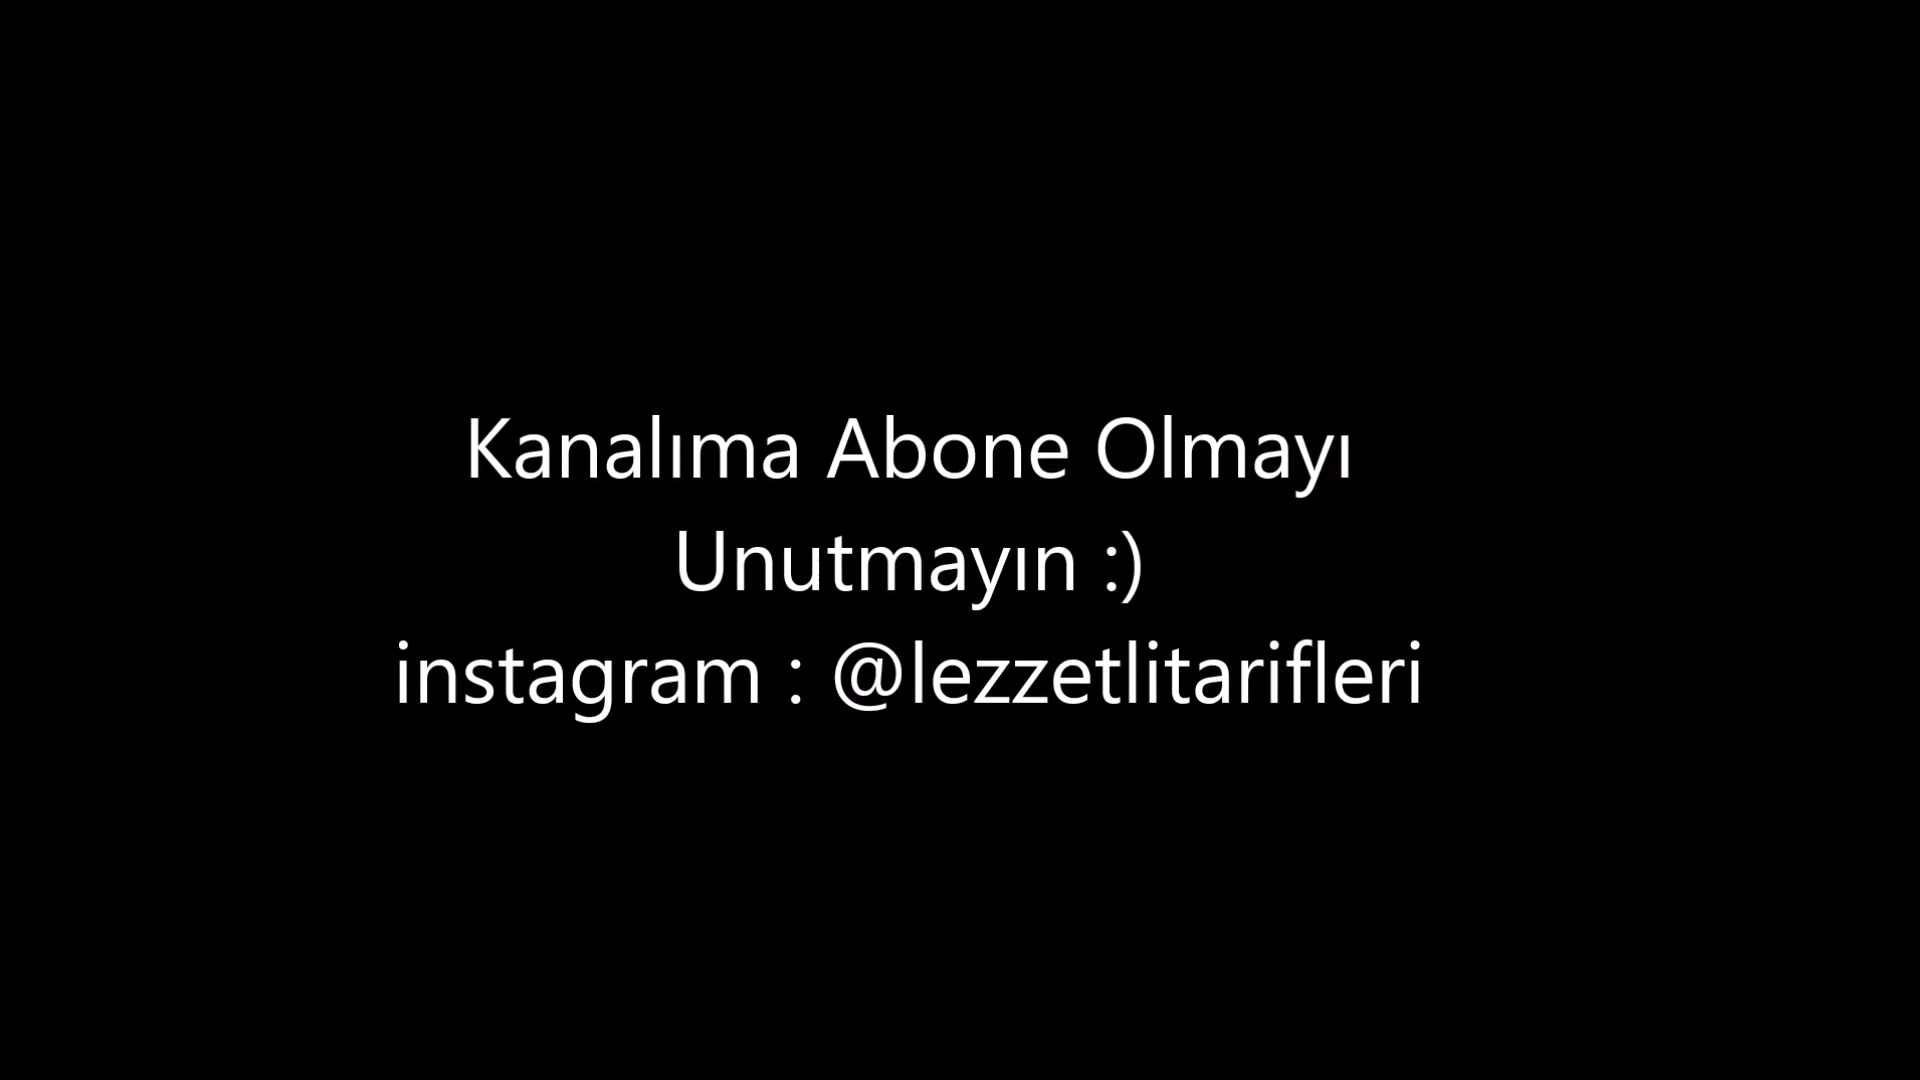 Kanalıma Abone Olmayı
Unutmayın :)
instagram : @lezzetlitarifleri